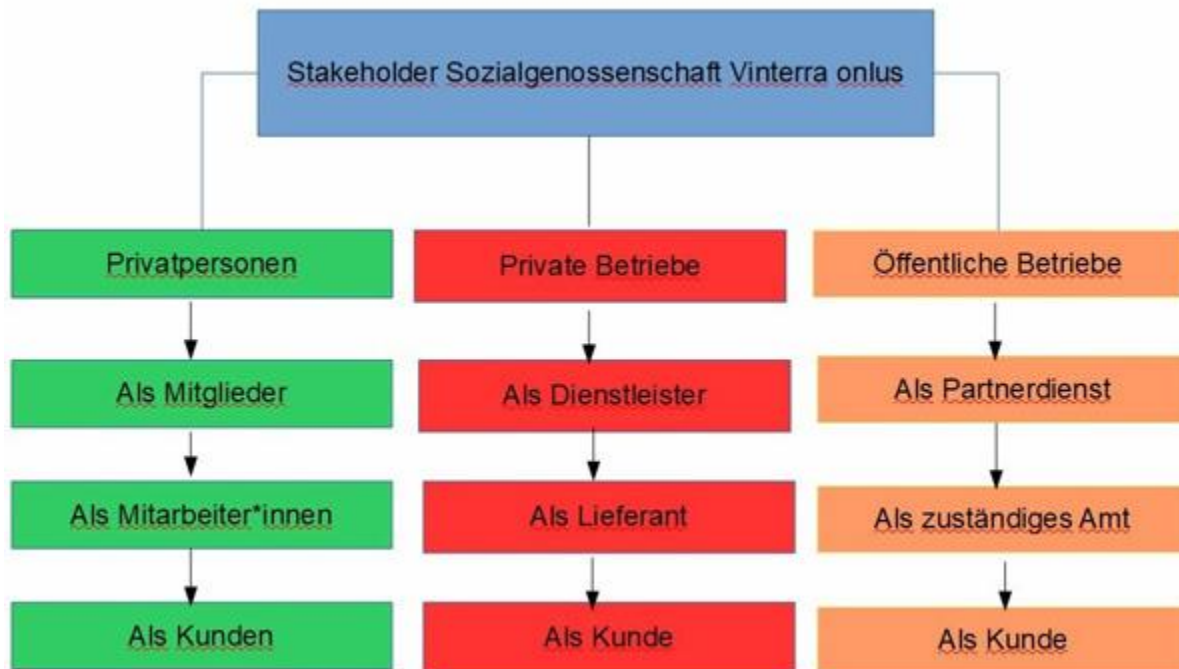 Stakeholder Sozialgenossenschaft Vinterra onlus
Privatpersonen
Private Betriebe
Öffentliche Betriebe
Als Mitglieder
Als Dienstleister
Als Partnerdienst
Als Mitarbeiter*innen
Als Lieferant
Als zuständiges Amt
Als Kunden
Als Kunde
Als Kunde